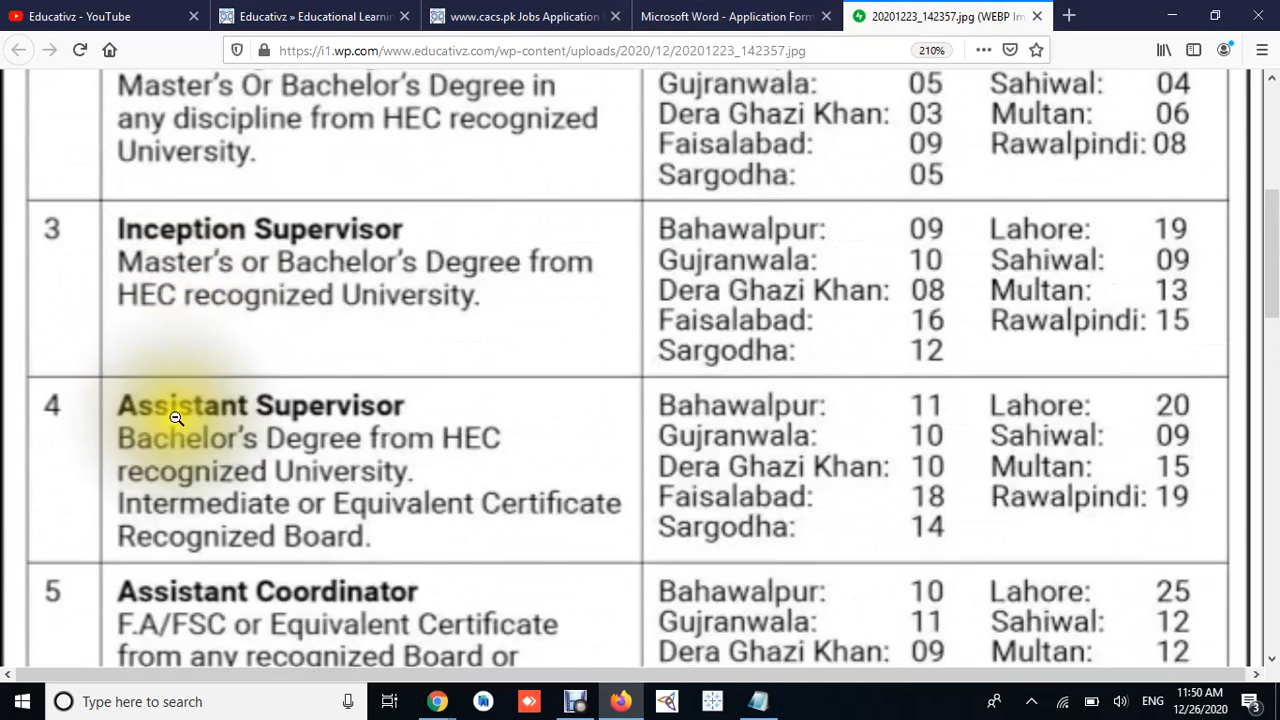 Educativz - YouTube
Educativz » Educational Learnin
www.cacs.pk Jobs Application
Microsoft Word - Application Form
20201223_142357.jpg (WEBP Im
https://i1.wp.com/www.educativz.com/wp-content/uploads/2020/12/20201223_142357.jpg
210%
Master's Or Bachelor's Degree in
any discipline from HEC recognized
University.
Gujranwala: 05 Sahiwal: 04
Dera Ghazi Khan: 03 Multan: 06
Faisalabad: 09 Rawalpindi: 08
Sargodha: 05
3
Inception Supervisor
Master's or Bachelor's Degree from
HEC recognized University.
Bahawalpur: 09 Lahore: 19
Gujranwala: 10 Sahiwal: 09
Dera Ghazi Khan: 08 Multan: 13
Faisalabad: 16 Rawalpindi: 15
Sargodha: 12
4
Assistant Supervisor
Bachelor's Degree from HEC
recognized University.
Intermediate or Equivalent Certificate
Recognized Board.
Bahawalpur: 11 Lahore: 20
Gujranwala: 10 Sahiwal: 09
Dera Ghazi Khan: 10 Multan: 15
Faisalabad: 18 Rawalpindi: 19
Sargodha: 14
5
Assistant Coordinator
F.A/FSC or Equivalent Certificate
from any recognized Board or
Bahawalpur: 10 Lahore: 25
Gujranwala: 11 Sahiwal: 12
Dera Ghazi Khan: 09 Multan: 12
Type here to search
ENG
11:50 AM
12/26/2020
3